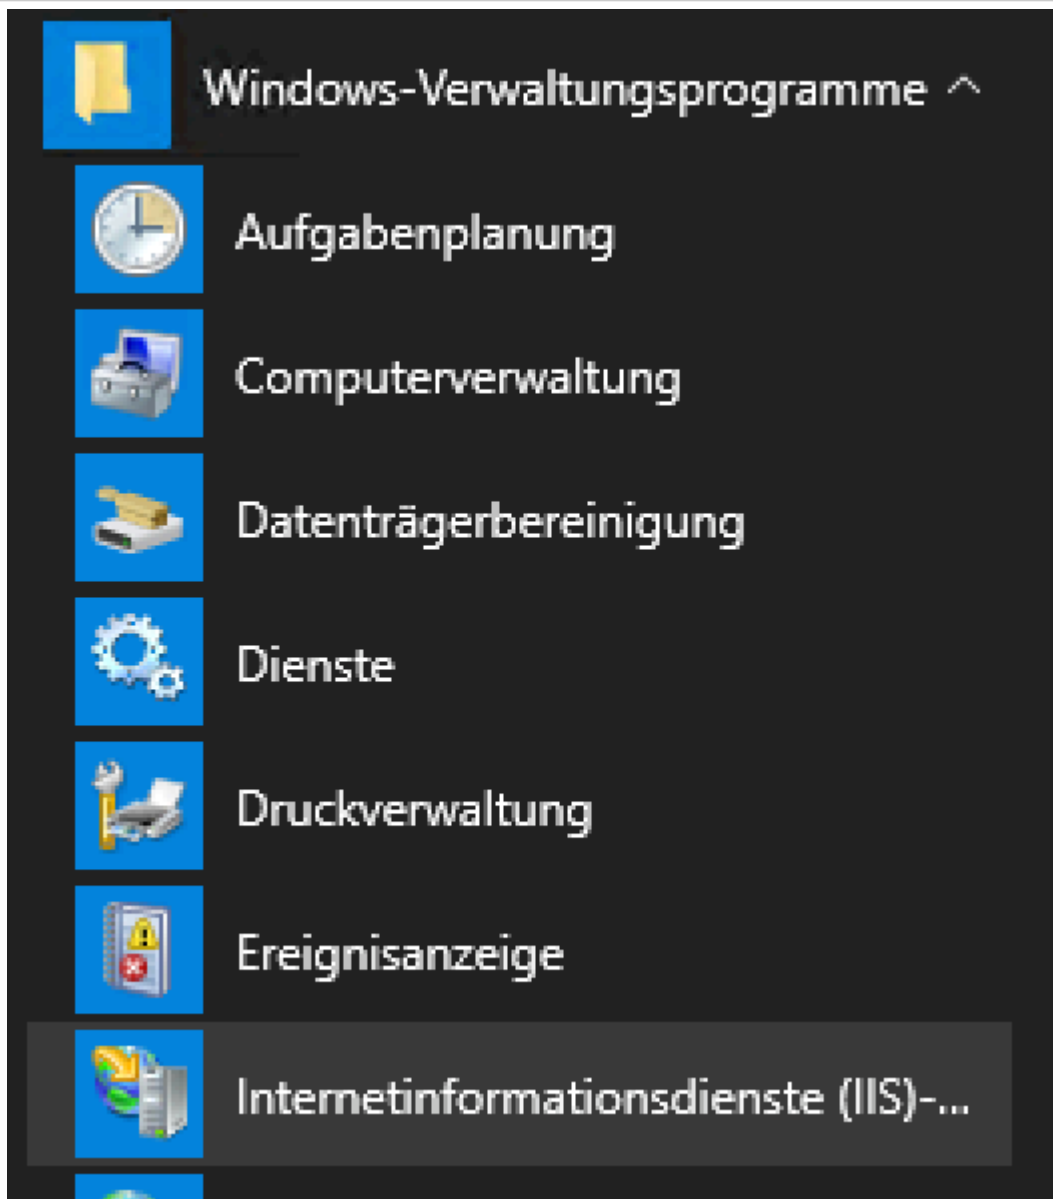 Windows-Verwaltungsprogramme
Aufgabenplanung
Computerverwaltung
Datenträgerbereinigung
Dienste
Druckverwaltung
Ereignisanzeige
Internetinformationsdienste (IIS)-...